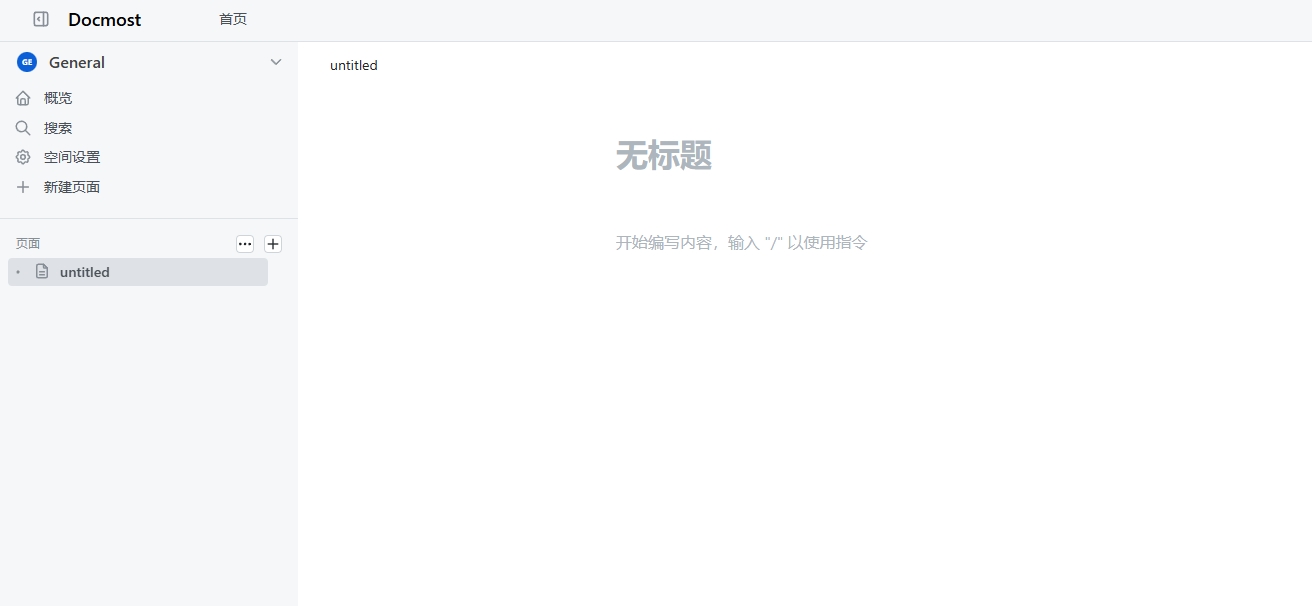 Docmost 首页
GE General
概览
搜索
空间设置
新建页面
页面
untitled
untitled
无标题
开始编写内容，输入 "/" 以使用指令